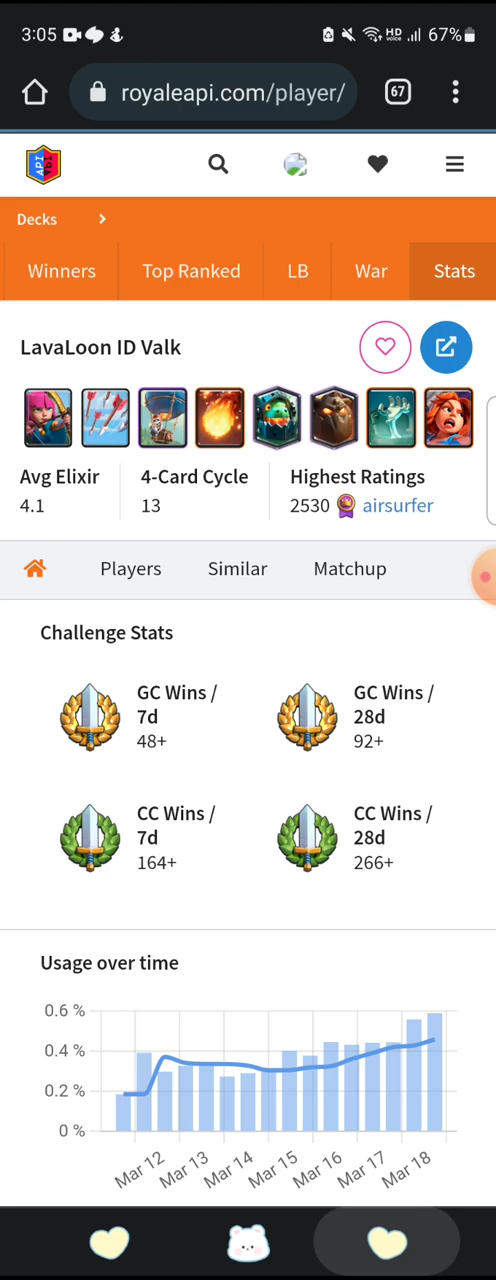 3:05 HD voice 67%
royaleapi.com/player/ 67
API
Decks
Winners Top Ranked LB War Stats
LavaLoon ID Valk
Avg Elixir 4-Card Cycle Highest Ratings
4.1 13 2530 airsurfer
Players Similar Matchup
Challenge Stats
GC Wins /
7d
48+
GC Wins /
28d
92+
CC Wins /
7d
164+
CC Wins /
28d
266+
Usage over time
0.6 %
0.4 %
0.2 %
0 %
Mar 12 Mar 13 Mar 14 Mar 15 Mar 16 Mar 17 Mar 18